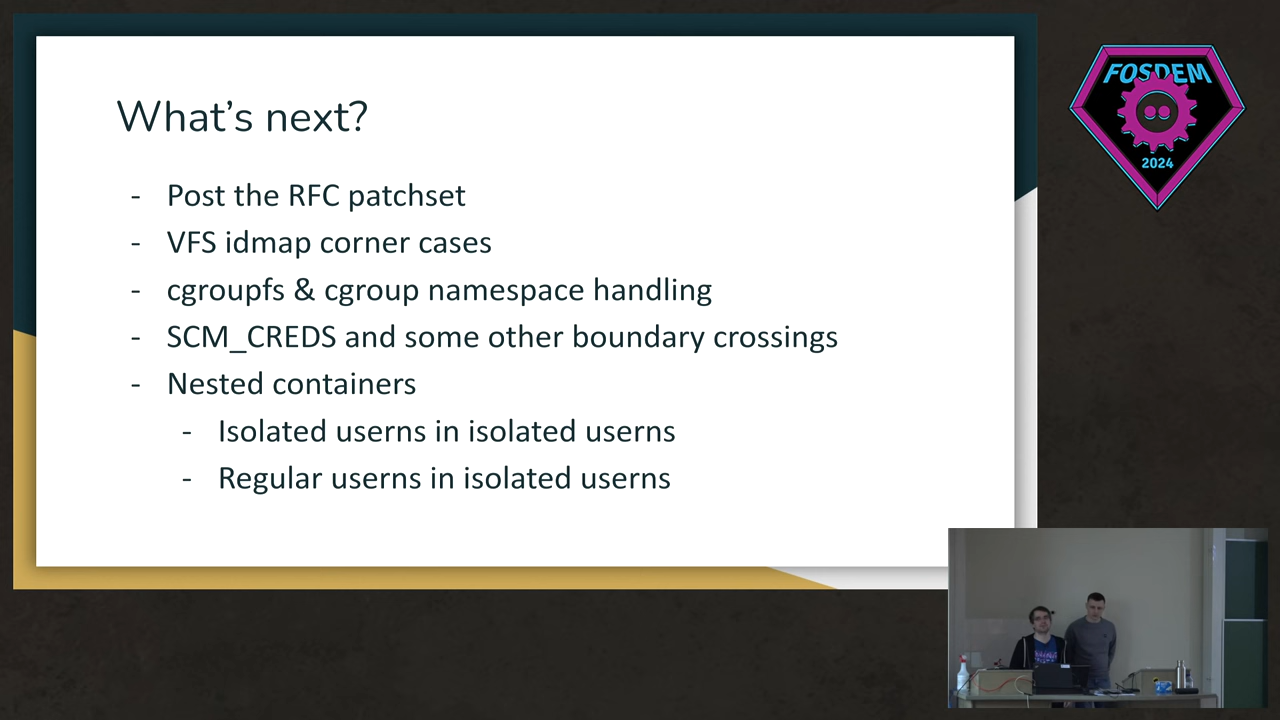 What's next?
- Post the RFC patchset
- VFS idmap corner cases
- cgroupfs & cgroup namespace handling
- SCM_CREDS and some other boundary crossings
- Nested containers
- Isolated userns in isolated userns
- Regular userns in isolated userns
FOSDEM
2024